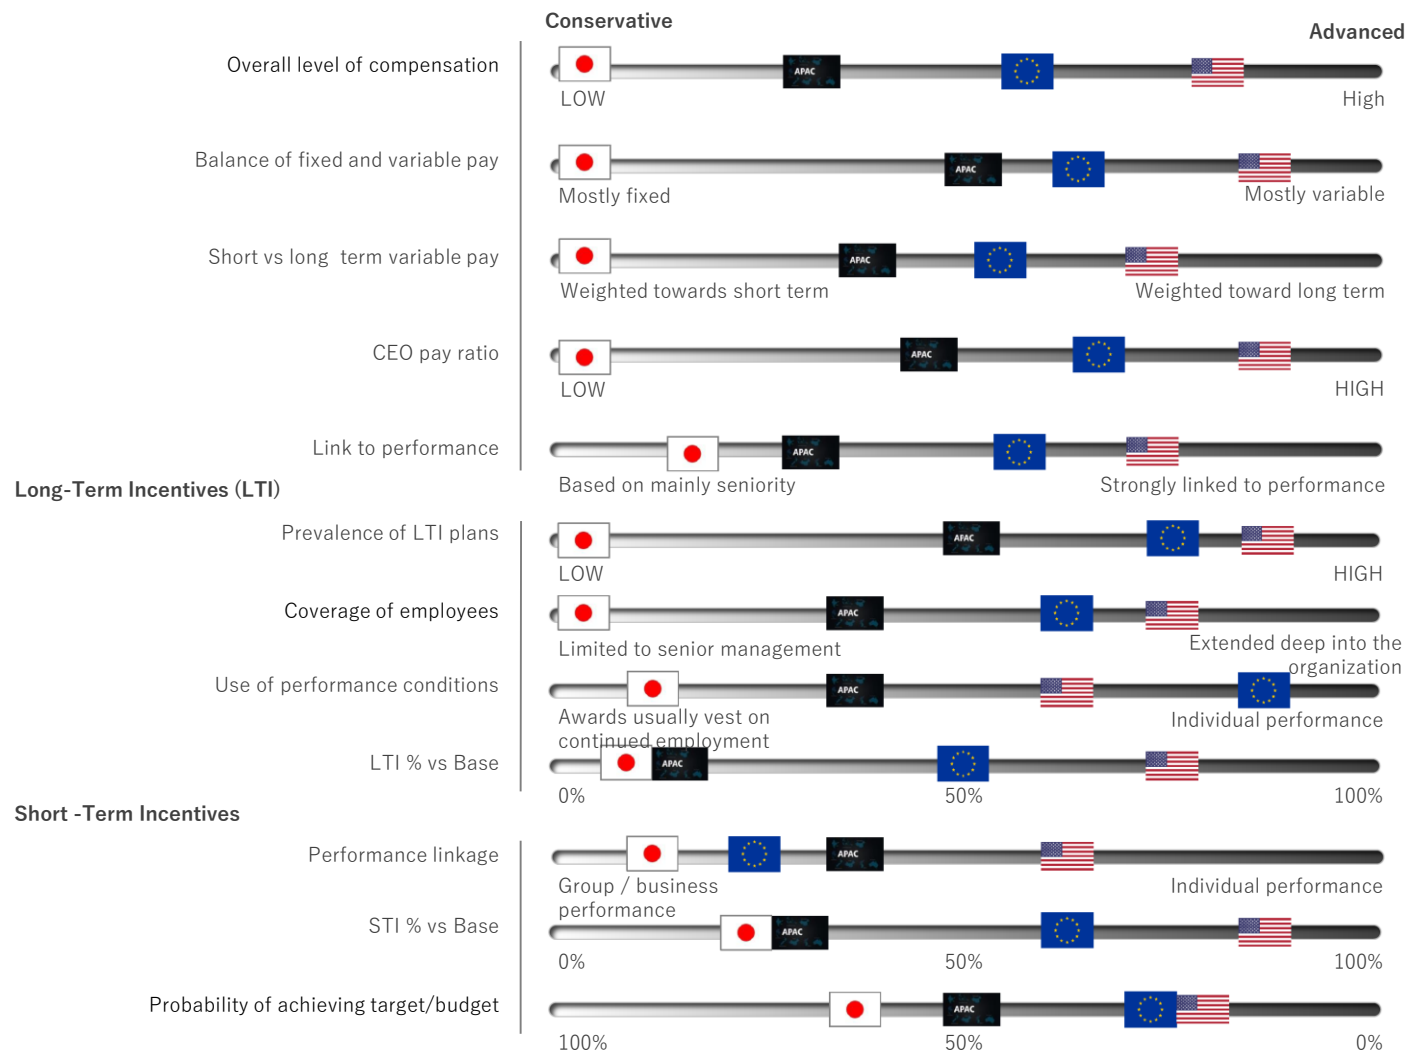 Conservative
Advanced
Overall level of compensation
APAC
LOW
High
Balance of fixed and variable pay
APAC
Mostly fixed
Mostly variable
Short vs long term variable pay
APAC
Weighted towards short term
Weighted toward long term
CEO pay ratio
APAC
LOW
HIGH
Link to performance
APAC
Based on mainly seniority
Strongly linked to performance
Long-Term Incentives (LTI)
Prevalence of LTI plans
APAC
LOW
HIGH
Coverage of employees
APAC
Limited to senior management
Extended deep into the
organization
Use of performance conditions
APAC
Awards usually vest on
continued employment
Individual performance
LTI % vs Base
APAC
0%
50%
100%
Short -Term Incentives
Performance linkage
APAC
Group / business
performance
Individual performance
STI % vs Base
APAC
0%
50%
100%
Probability of achieving target/budget
APAC
100%
50%
0%